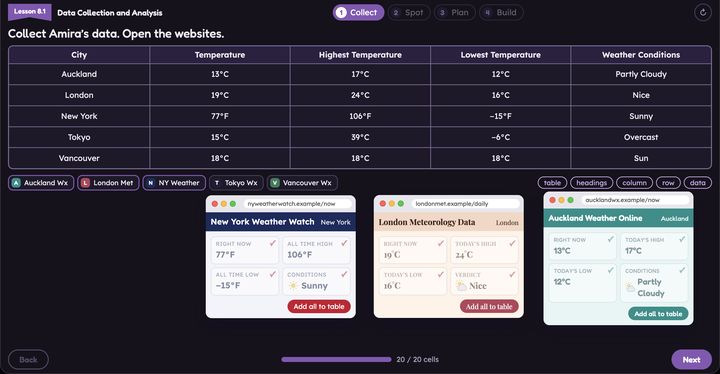 Lesson 8.1
Data Collection and Analysis
1 Collect
2 Spot
3 Plan
4 Build
Collect Amira's data. Open the websites.
City Temperature Highest Temperature Lowest Temperature Weather Conditions
Auckland 13°C 17°C 12°C Partly Cloudy
London 19°C 24°C 16°C Nice
New York 77°F 106°F −15°F Sunny
Tokyo 15°C 39°C −6°C Overcast
Vancouver 18°C 18°C 18°C Sun
A Auckland Wx
L London Met
N NY Weather
T Tokyo Wx
V Vancouver Wx
table
headings
column
row
data
nyweatherwatch.example/now
New York Weather Watch New York
RIGHT NOW ALL TIME HIGH
77°F 106°F
ALL TIME LOW CONDITIONS
−15°F Sunny
Add all to table
londonmet.example/daily
London Meteorology Data London
RIGHT NOW TODAY'S HIGH
19°C 24°C
TODAY'S LOW VERDICT
16°C Nice
Add all to table
aucklandwx.example/now
Auckland Weather Online Auckland
RIGHT NOW TODAY'S HIGH
13°C 17°C
TODAY'S LOW CONDITIONS
12°C Partly
Cloudy
Add all to table
Back
20 / 20 cells
Next